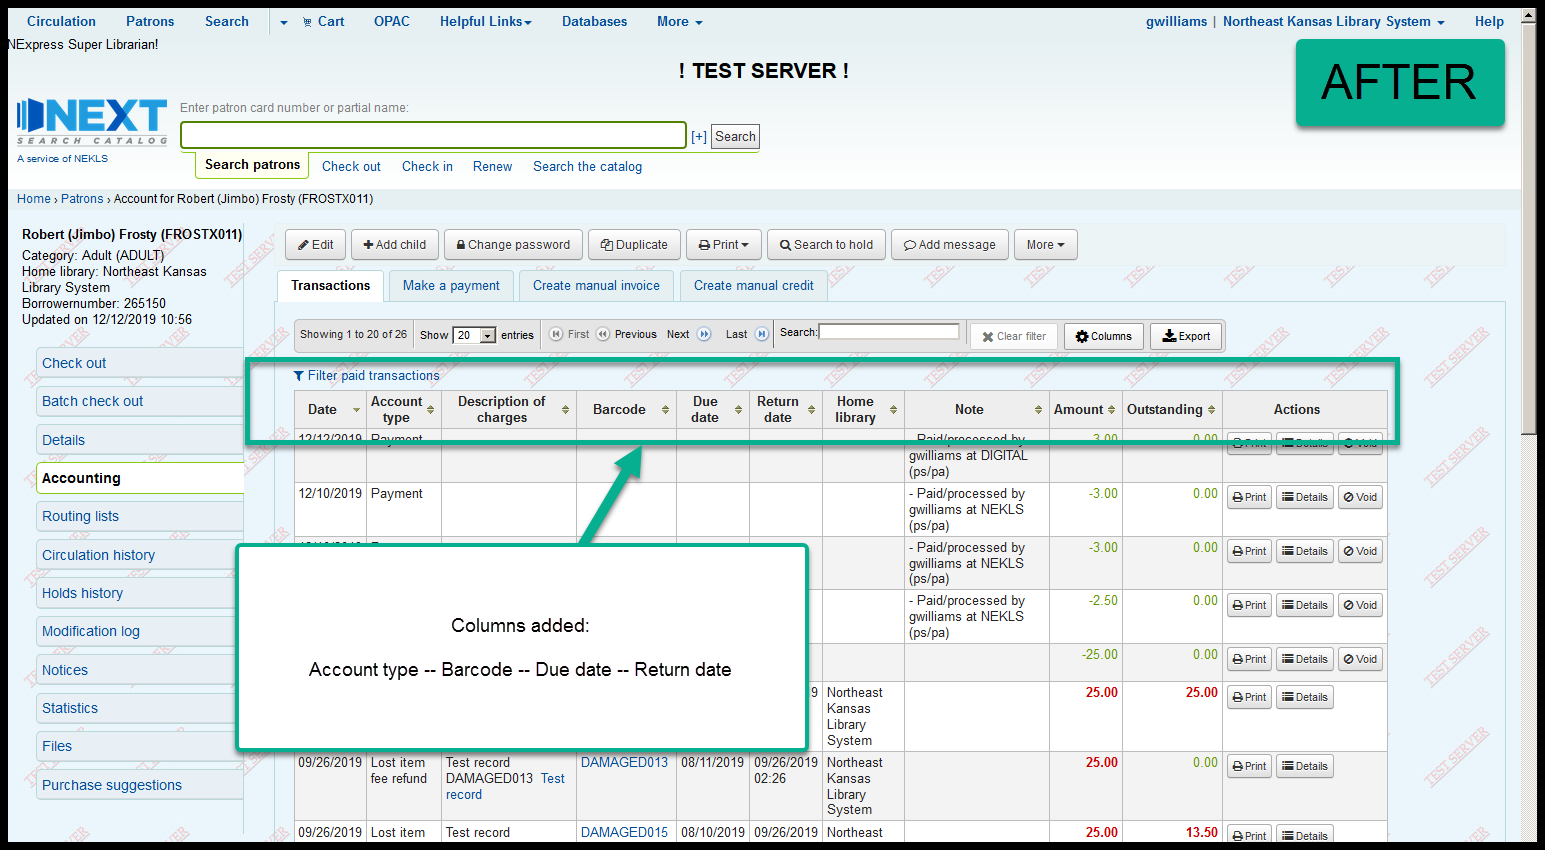 Circulation Patrons Search Cart OPAC Helpful Links Databases More gwilliams | Northeast Kansas Library System Help
NExpress Super Librarian!
! TEST SERVER !
AFTER
NEXT
SEARCH CATALOG
A service of NEKLS
Enter patron card number or partial name:
[+] Search
Search patrons Check out Check in Renew Search the catalog
Home › Patrons › Account for Robert (Jimbo) Frosty (FROSTX011)
Robert (Jimbo) Frosty (FROSTX011)
Category: Adult (ADULT)
Home library: Northeast Kansas
Library System
Borrowernumber: 265150
Updated on 12/12/2019 10:56
Check out
Batch check out
Details
Accounting
Routing lists
Circulation history
Holds history
Modification log
Notices
Statistics
Files
Purchase suggestions
Edit Add child Change password Duplicate Print Search to hold Add message More
Transactions Make a payment Create manual invoice Create manual credit
Showing 1 to 20 of 26 Show 20 entries First Previous Next Last Search: Clear filter Columns Export
Filter paid transactions
Date Account type Description of charges Barcode Due date Return date Home library Note Amount Outstanding Actions
12/12/2019 Payment - Paid/processed by -3.00 0.00 Print Details Void
gwilliams at DIGITAL
(ps/pa)
12/10/2019 Payment - Paid/processed by -3.00 0.00 Print Details Void
gwilliams at NEKLS
(ps/pa)
- Paid/processed by -3.00 0.00 Print Details Void
gwilliams at NEKLS
(ps/pa)
- Paid/processed by -2.50 0.00 Print Details Void
gwilliams at NEKLS
(ps/pa)
-25.00 0.00 Print Details Void
9 Northeast 25.00 25.00 Print Details
Kansas
Library
System
Columns added:
Account type -- Barcode -- Due date -- Return date
09/26/2019 Lost item Test record DAMAGED013 08/11/2019 09/26/2019 Northeast 25.00 0.00 Print Details
fee refund DAMAGED013 Test 02:26 Kansas
record Library
System
09/26/2019 Lost item Test record DAMAGED015 08/10/2019 09/26/2019 Northeast 25.00 13.50 Print Details
TEST SERVER